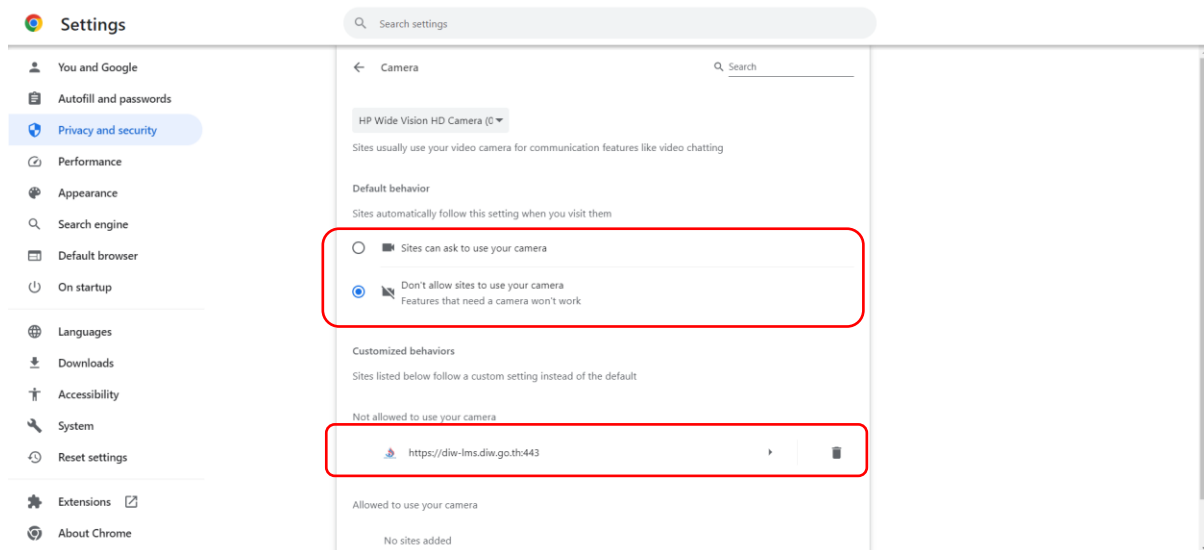 Settings
Search settings
You and Google
Autofill and passwords
Privacy and security
Performance
Appearance
Search engine
Default browser
On startup
Languages
Downloads
Accessibility
System
Reset settings
Extensions
About Chrome
Camera
Search
HP Wide Vision HD Camera (0
Sites usually use your video camera for communication features like video chatting
Default behavior
Sites automatically follow this setting when you visit them
Sites can ask to use your camera
Don't allow sites to use your camera
Features that need a camera won't work
Customized behaviors
Sites listed below follow a custom setting instead of the default
Not allowed to use your camera
https://diw-lms.diw.go.th:443
Allowed to use your camera
No sites added